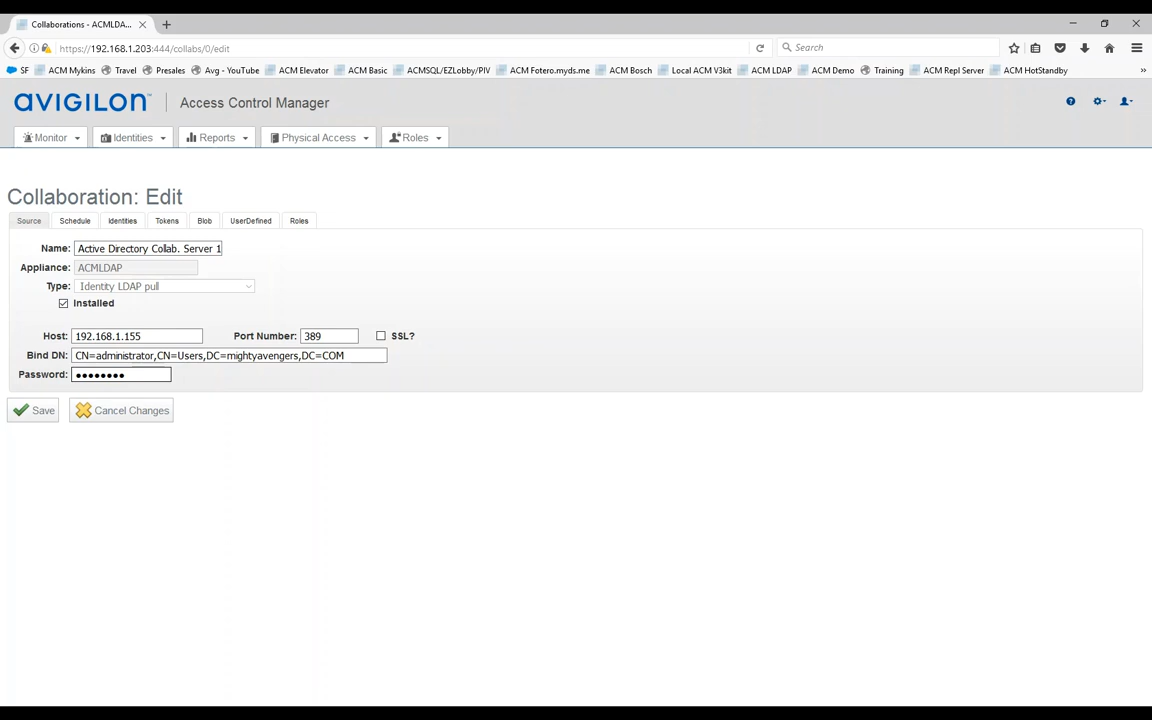 Collaborations - ACMLDA...
https://192.168.1.203:444/collabs/0/edit
Search
SF ACM Mykins Travel Presales Avg - YouTube ACM Elevator ACM Basic ACMSQL/EZLobby/PIV ACM Fotero.myds.me ACM Bosch Local ACM V3kit ACM LDAP ACM Demo Training ACM Repl Server ACM HotStandby
aVIGILON™ Access Control Manager
Monitor Identities Reports Physical Access Roles
Collaboration: Edit
Source Schedule Identities Tokens Blob UserDefined Roles
Name: Active Directory Collab. Server 1
Appliance: ACMLDAP
Type: Identity LDAP pull
Installed
Host: 192.168.1.155 Port Number: 389 SSL?
Bind DN: CN=administrator,CN=Users,DC=mightyavengers,DC=COM
Password: ●●●●●●●●
Save Cancel Changes